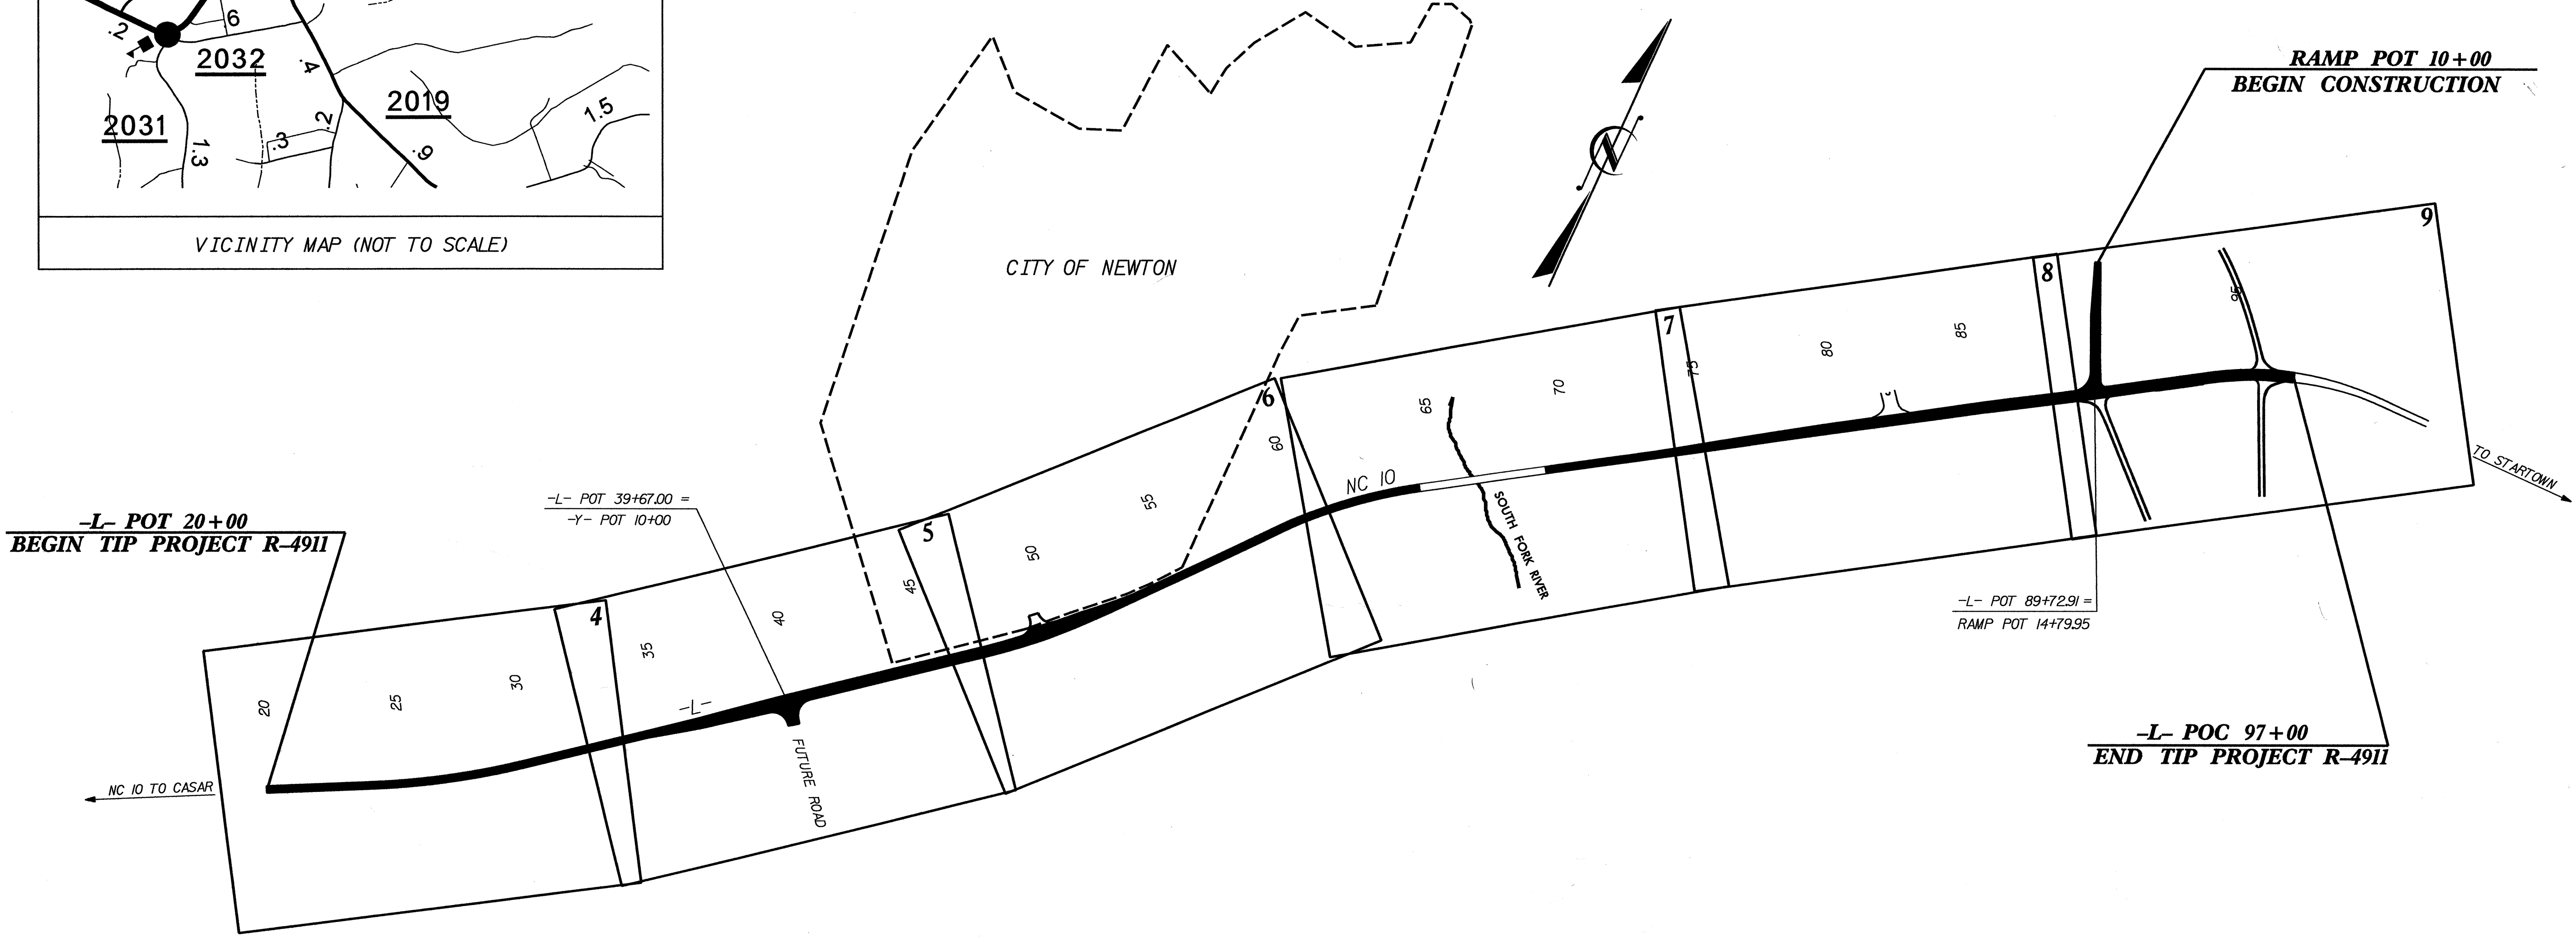 .2
.6
2032
.4
2019
2031
1.3
.3
.2
.9
1.5
VICINITY MAP (NOT TO SCALE)
CITY OF NEWTON
N
RAMP POT 10+00
BEGIN CONSTRUCTION
9
8
7
6
5
4
95
85
80
75
70
65
60
55
50
45
40
35
30
25
20
NC 10
SOUTH FORK RIVER
TO STARTOWN
-L- POT 39+67.00 =
-Y- POT 10+00
-L- POT 20+00
BEGIN TIP PROJECT R-4911
-L-
FUTURE ROAD
NC 10 TO CASAR
-L- POT 89+72.91 =
RAMP POT 14+79.95
-L- POC 97+00
END TIP PROJECT R-4911